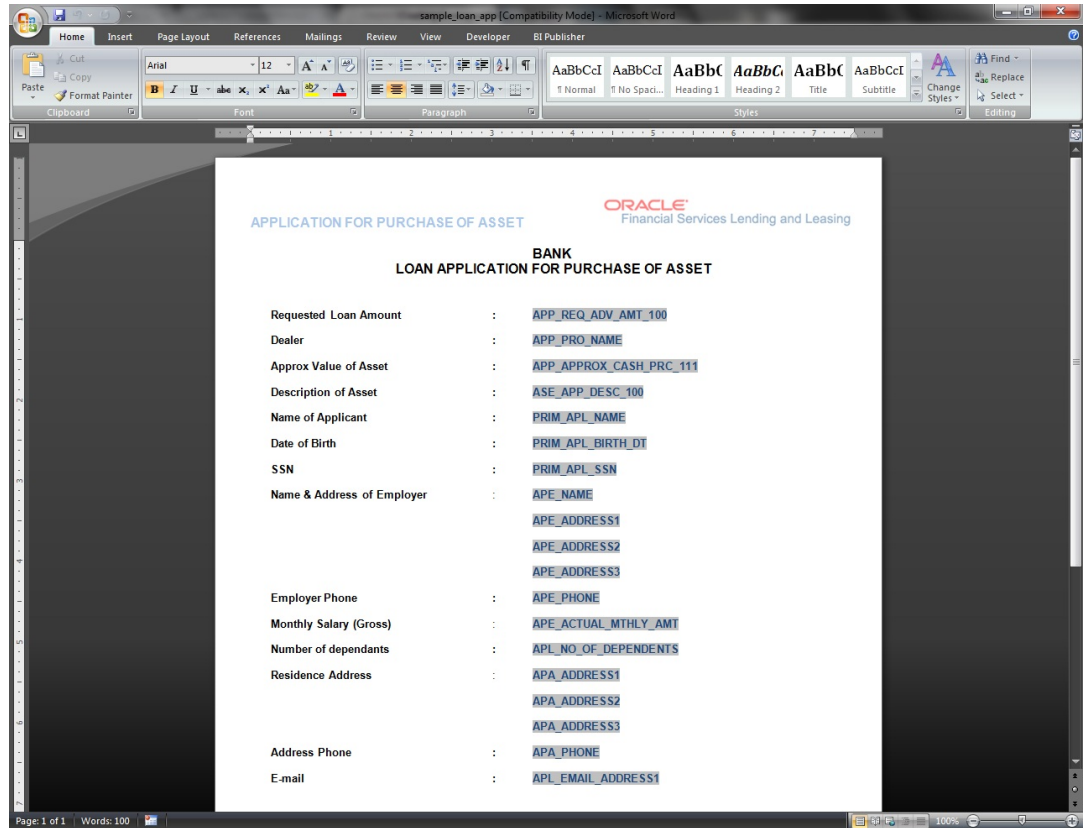 sample_loan_app [Compatibility Mode] - Microsoft Word
Home Insert Page Layout References Mailings Review View Developer BI Publisher
Paste
Cut
Copy
Format Painter
Clipboard
Arial 12
Font
Paragraph
AaBbCcI AaBbCcI AaBb( AaBbCc AaBb( AaBbCcI
¶ Normal ¶ No Spaci... Heading 1 Heading 2 Title Subtitle
Change Styles
Styles
Find
Replace
Select
Editing
APPLICATION FOR PURCHASE OF ASSET
ORACLE®
Financial Services Lending and Leasing
BANK
LOAN APPLICATION FOR PURCHASE OF ASSET
Requested Loan Amount : APP_REQ_ADV_AMT_100
Dealer : APP_PRO_NAME
Approx Value of Asset : APP_APPROX_CASH_PRC_111
Description of Asset : ASE_APP_DESC_100
Name of Applicant : PRIM_APL_NAME
Date of Birth : PRIM_APL_BIRTH_DT
SSN : PRIM_APL_SSN
Name & Address of Employer : APE_NAME
APE_ADDRESS1
APE_ADDRESS2
APE_ADDRESS3
Employer Phone : APE_PHONE
Monthly Salary (Gross) : APE_ACTUAL_MTHLY_AMT
Number of dependants : APL_NO_OF_DEPENDENTS
Residence Address : APA_ADDRESS1
APA_ADDRESS2
APA_ADDRESS3
Address Phone : APA_PHONE
E-mail : APL_EMAIL_ADDRESS1
Page: 1 of 1 Words: 100
100%